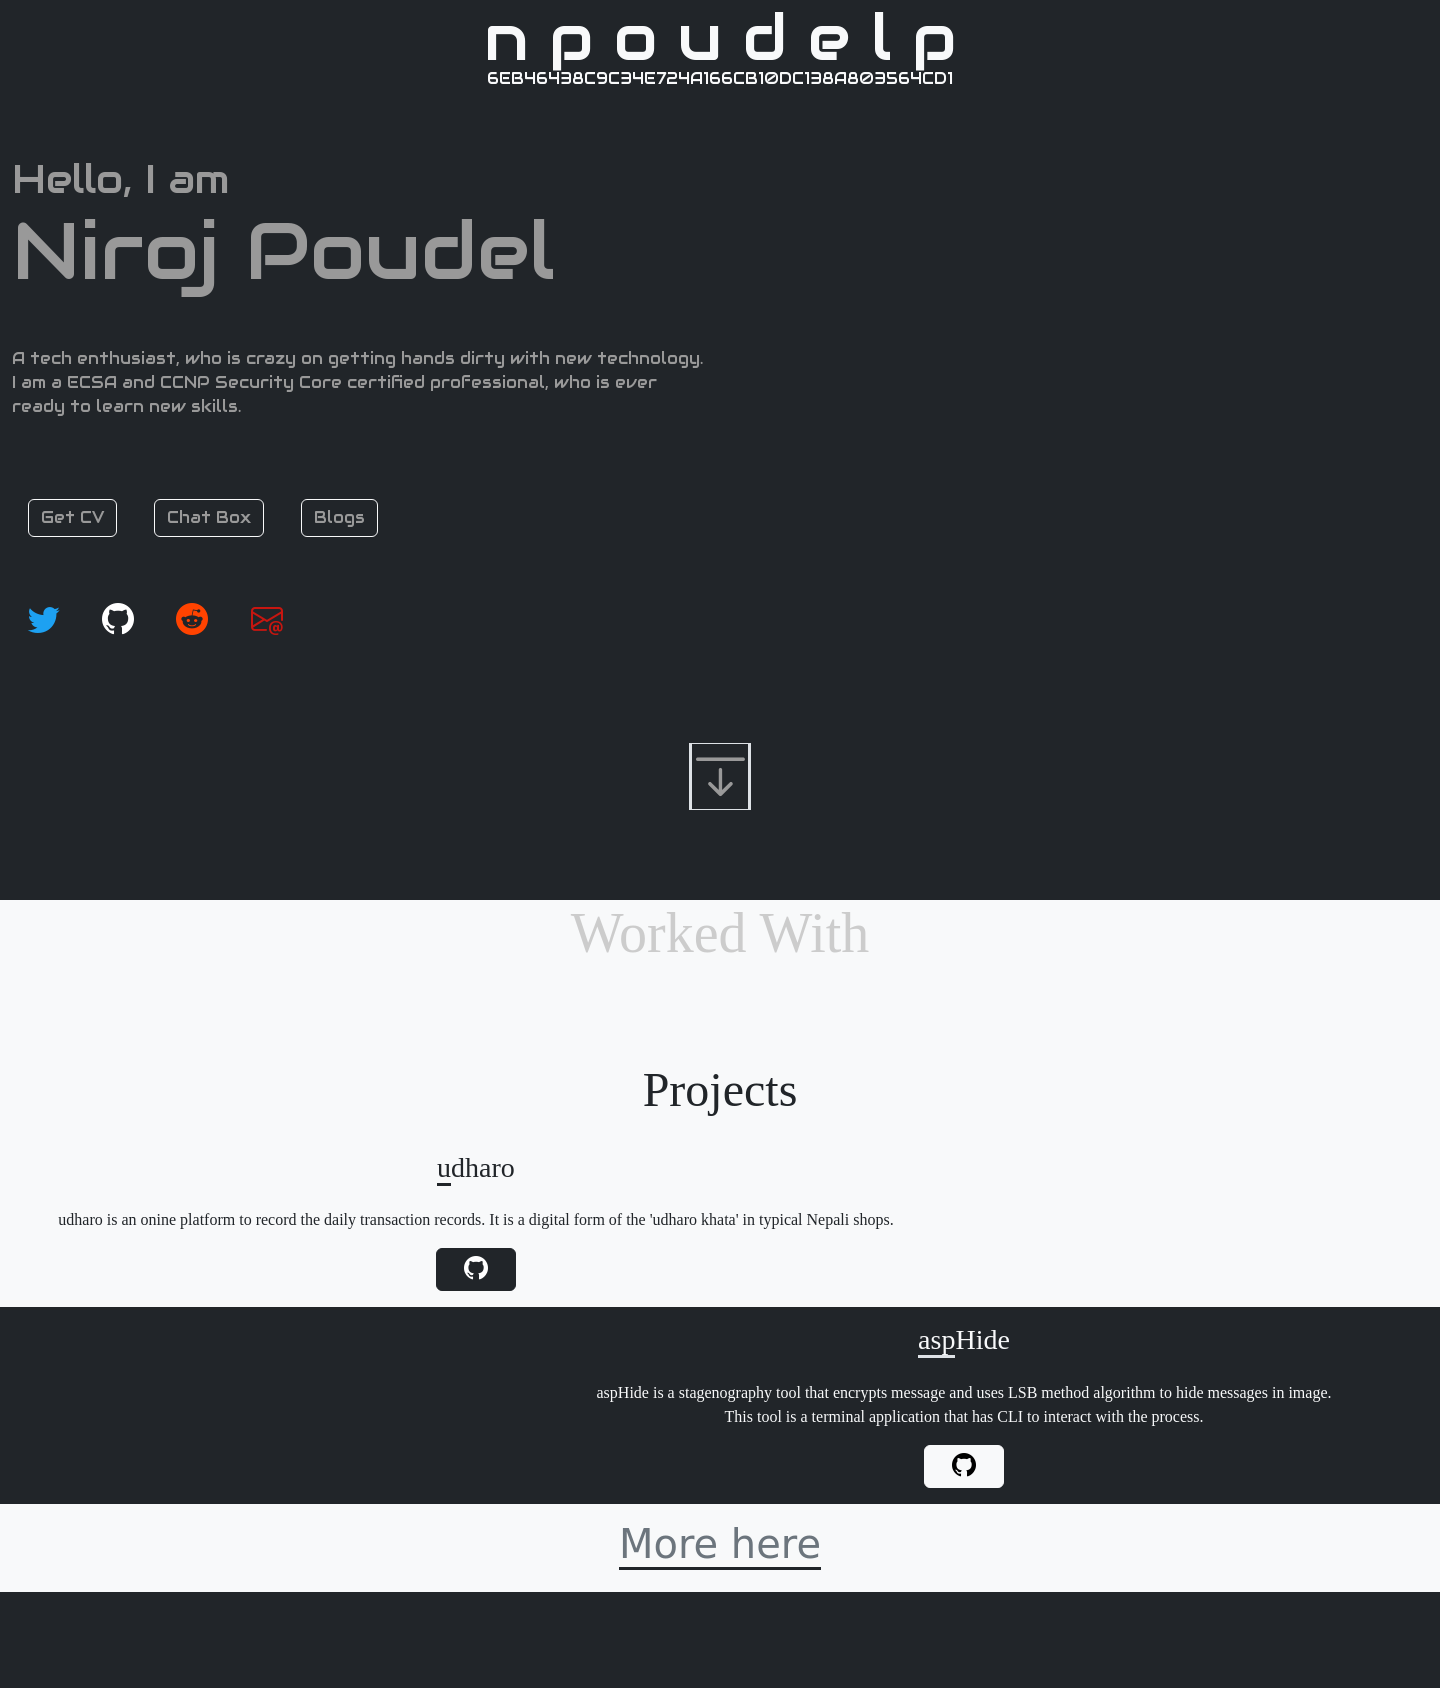 npoudelp
6EB46438C9C34E724A166CB10DC138A803564CD1
Hello, I am
Niroj Poudel
A tech enthusiast, who is crazy on getting hands dirty with new technology.
I am a ECSA and CCNP Security Core certified professional, who is ever
ready to learn new skills.
Get CV
Chat Box
Blogs
Worked With
Projects
udharo
udharo is an onine platform to record the daily transaction records. It is a digital form of the 'udharo khata' in typical Nepali shops.
aspHide
aspHide is a stagenography tool that encrypts message and uses LSB method algorithm to hide messages in image.
This tool is a terminal application that has CLI to interact with the process.
More here